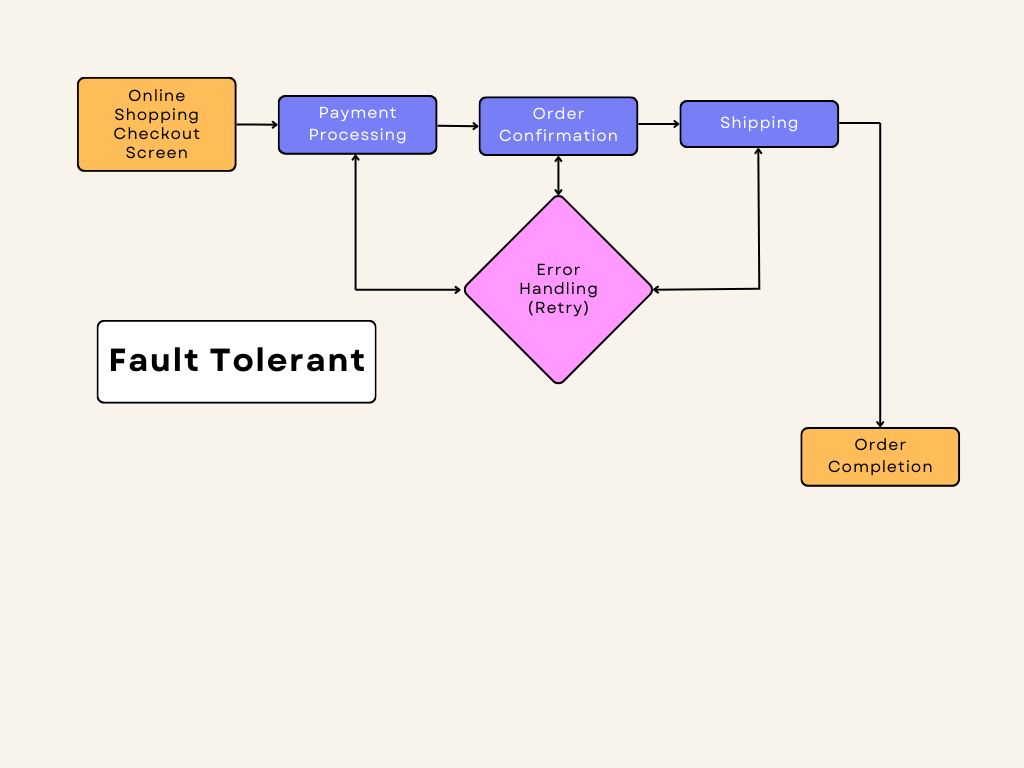 Online
Shopping
Checkout
Screen
Payment
Processing
Order
Confirmation
Shipping
Error
Handling
(Retry)
Fault Tolerant
Order
Completion